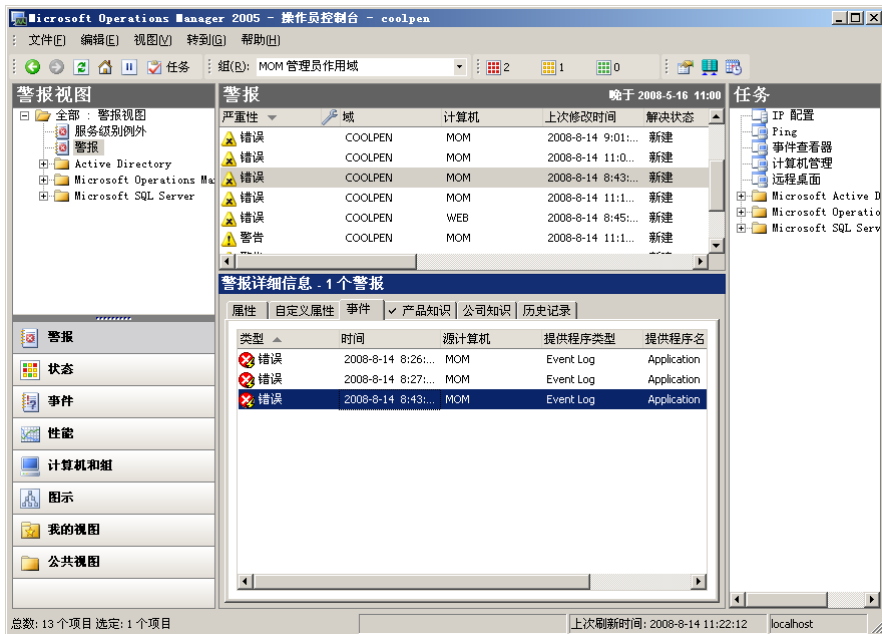 Microsoft Operations Manager 2005 - 操作员控制台 - coolpen
文件(F) 编辑(E) 视图(V) 转到(G) 帮助(H)
任务 组(R): MOM 管理员作用域 2 1 0
警报视图
全部 : 警报视图
服务级别例外
警报
Active Directory
Microsoft Operations Ma
Microsoft SQL Server
警报
状态
事件
性能
计算机和组
图示
我的视图
公共视图
警报 晚于 2008-5-16 11:00
严重性 域 计算机 上次修改时间 解决状态
错误 COOLPEN MOM 2008-8-14 9:01:... 新建
错误 COOLPEN MOM 2008-8-14 11:0... 新建
错误 COOLPEN MOM 2008-8-14 8:43:... 新建
错误 COOLPEN MOM 2008-8-14 11:1... 新建
错误 COOLPEN WEB 2008-8-14 8:45:... 新建
警告 COOLPEN MOM 2008-8-14 11:1... 新建
警报详细信息 - 1 个警报
属性 自定义属性 事件 产品知识 公司知识 历史记录
类型 时间 源计算机 提供程序类型 提供程序名
错误 2008-8-14 8:26:... MOM Event Log Application
错误 2008-8-14 8:27:... MOM Event Log Application
错误 2008-8-14 8:43:... MOM Event Log Application
任务
IP 配置
Ping
事件查看器
计算机管理
远程桌面
Microsoft Active D
Microsoft Operatio
Microsoft SQL Serv
总数: 13 个项目 选定: 1 个项目 上次刷新时间: 2008-8-14 11:22:12 localhost